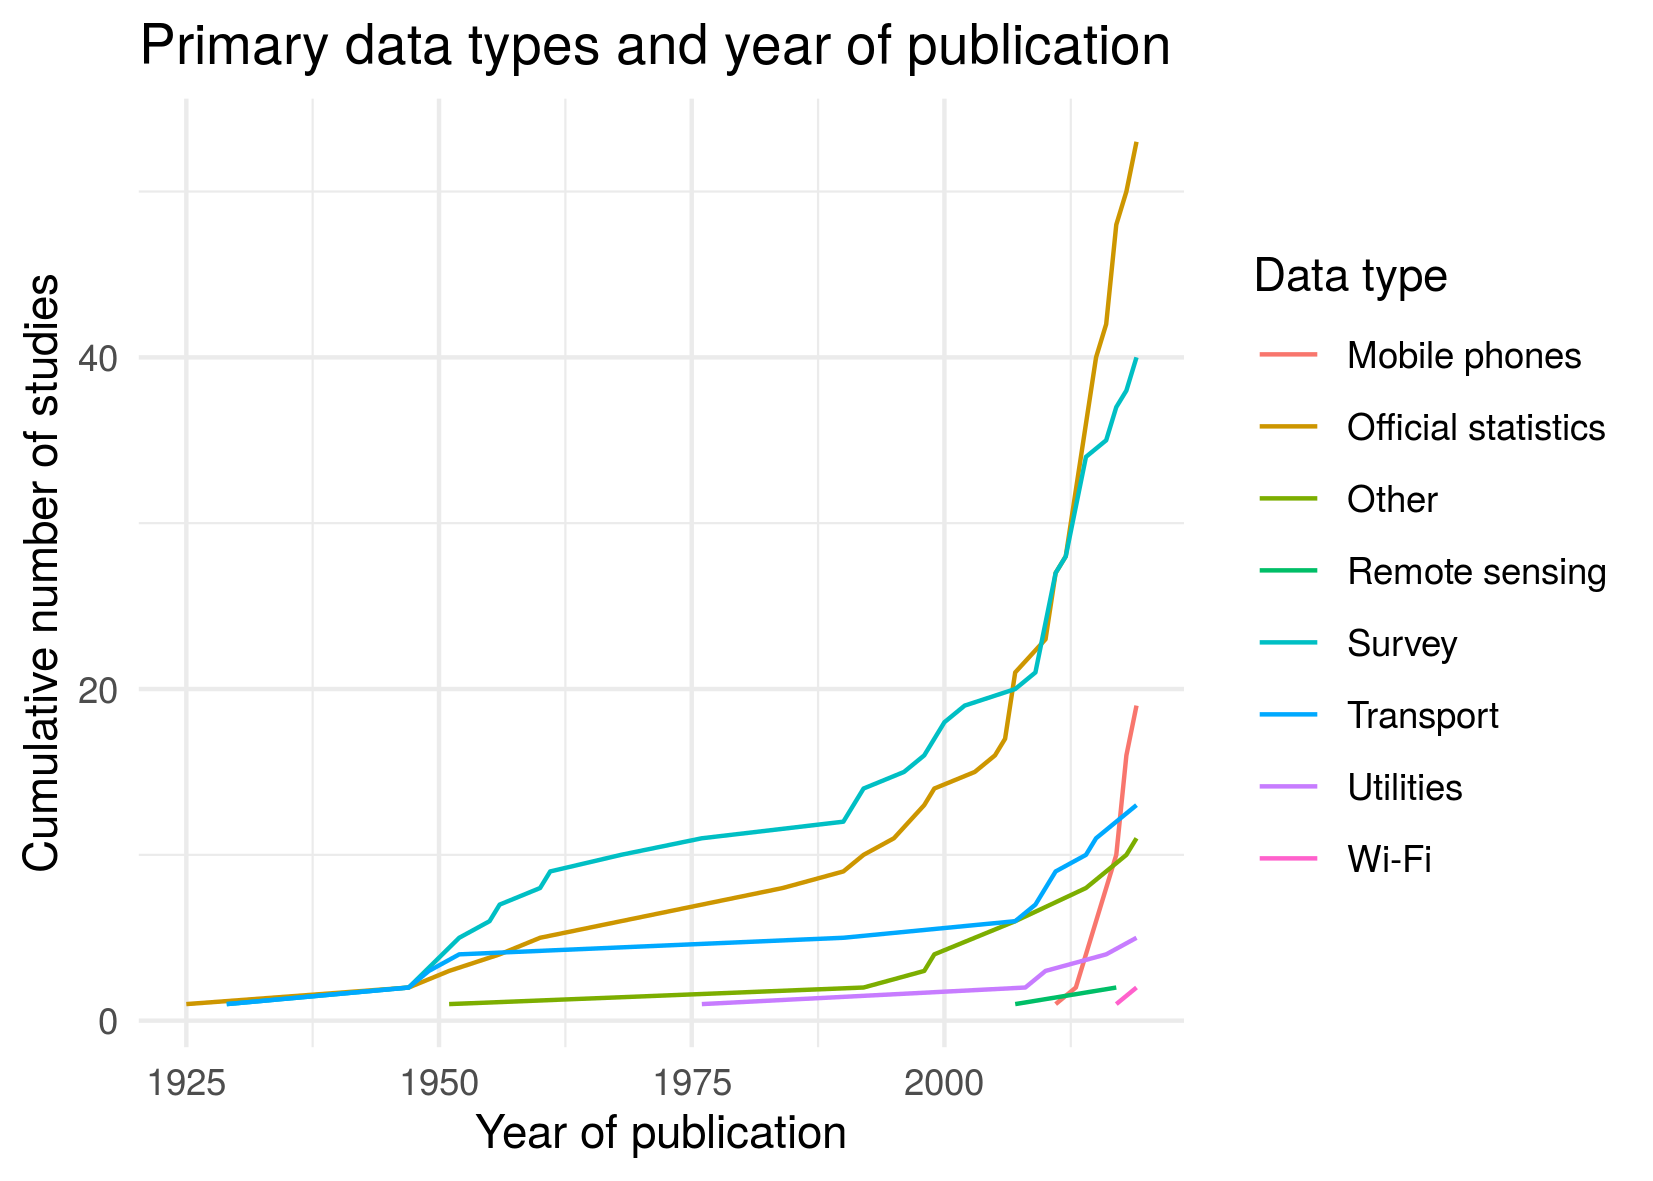 Primary data types and year of publication
Cumulative number of studies
40
20
0
1925 1950 1975 2000
Year of publication
Data type
Mobile phones
Official statistics
Other
Remote sensing
Survey
Transport
Utilities
Wi-Fi